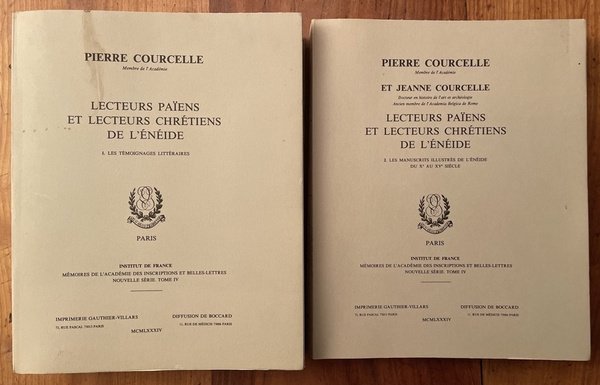 PIERRE COURCELLE
Membre de l'Académie
LECTEURS PAÏENS
ET LECTEURS CHRÉTIENS
DE L'ÉNÉIDE
1. LES TÉMOIGNAGES LITTÉRAIRES
PARIS
INSTITUT DE FRANCE
MÉMOIRES DE L'ACADÉMIE DES INSCRIPTIONS ET BELLES-LETTRES
NOUVELLE SÉRIE. TOME IV
IMPRIMERIE GAUTHIER-VILLARS
DIFFUSION DE BOCCARD
MCMLXXXIV
PIERRE COURCELLE
Membre de l'Académie
ET JEANNE COURCELLE
Docteur en histoire de l'art et archéologie
Ancien membre de l'Academia Belgica de Rome
LECTEURS PAÏENS
ET LECTEURS CHRÉTIENS
DE L'ÉNÉIDE
2. LES MANUSCRITS ILLUSTRÉS DE L'ÉNÉIDE
DU Xe AU XVe SIÈCLE
PARIS
INSTITUT DE FRANCE
MÉMOIRES DE L'ACADÉMIE DES INSCRIPTIONS ET BELLES-LETTRES
NOUVELLE SÉRIE. TOME IV
IMPRIMERIE GAUTHIER-VILLARS
DIFFUSION DE BOCCARD
MCMLXXXIV